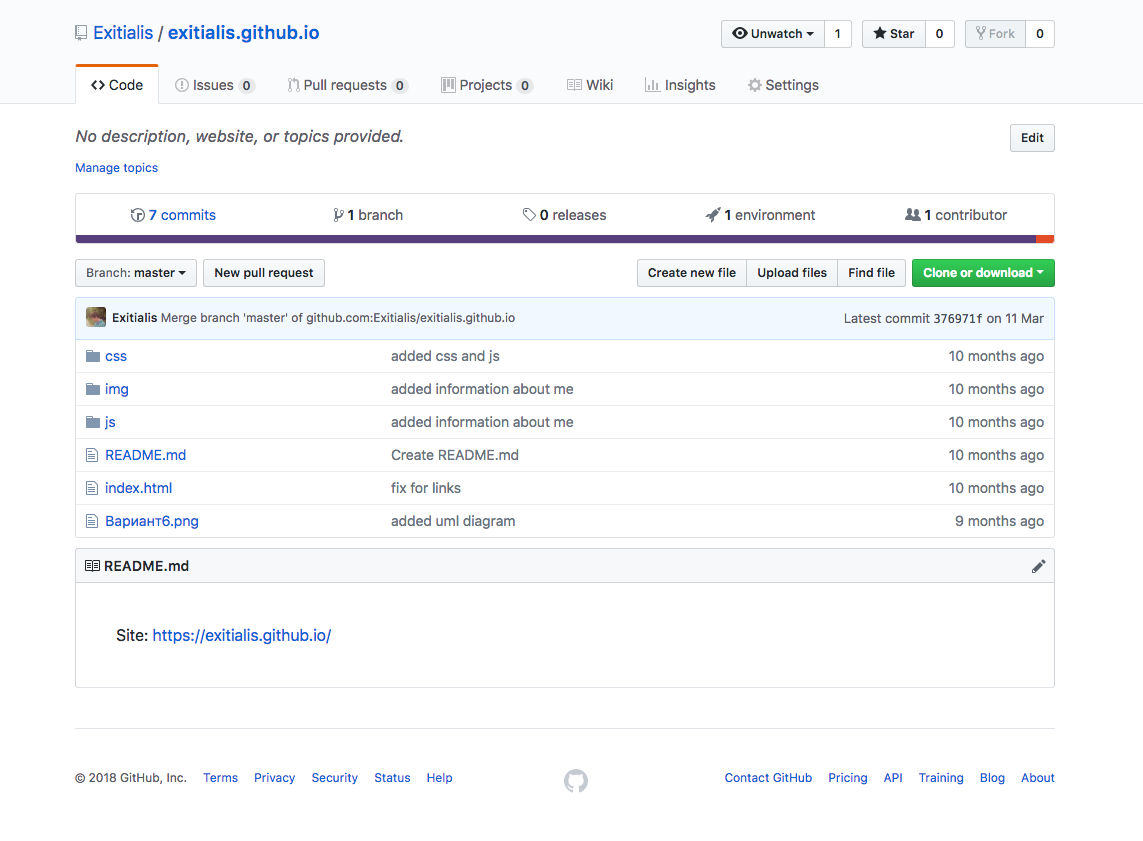 Exitialis / exitialis.github.io Unwatch 1 Star 0 Fork 0
Code Issues 0 Pull requests 0 Projects 0 Wiki Insights Settings
No description, website, or topics provided. Edit
Manage topics
7 commits 1 branch 0 releases 1 environment 1 contributor
Branch: master New pull request Create new file Upload files Find file Clone or download
Exitialis Merge branch 'master' of github.com:Exitialis/exitialis.github.io Latest commit 376971f on 11 Mar
css added css and js 10 months ago
img added information about me 10 months ago
js added information about me 10 months ago
README.md Create README.md 10 months ago
index.html fix for links 10 months ago
Вариант6.png added uml diagram 9 months ago
README.md
Site: https://exitialis.github.io/
© 2018 GitHub, Inc. Terms Privacy Security Status Help Contact GitHub Pricing API Training Blog About